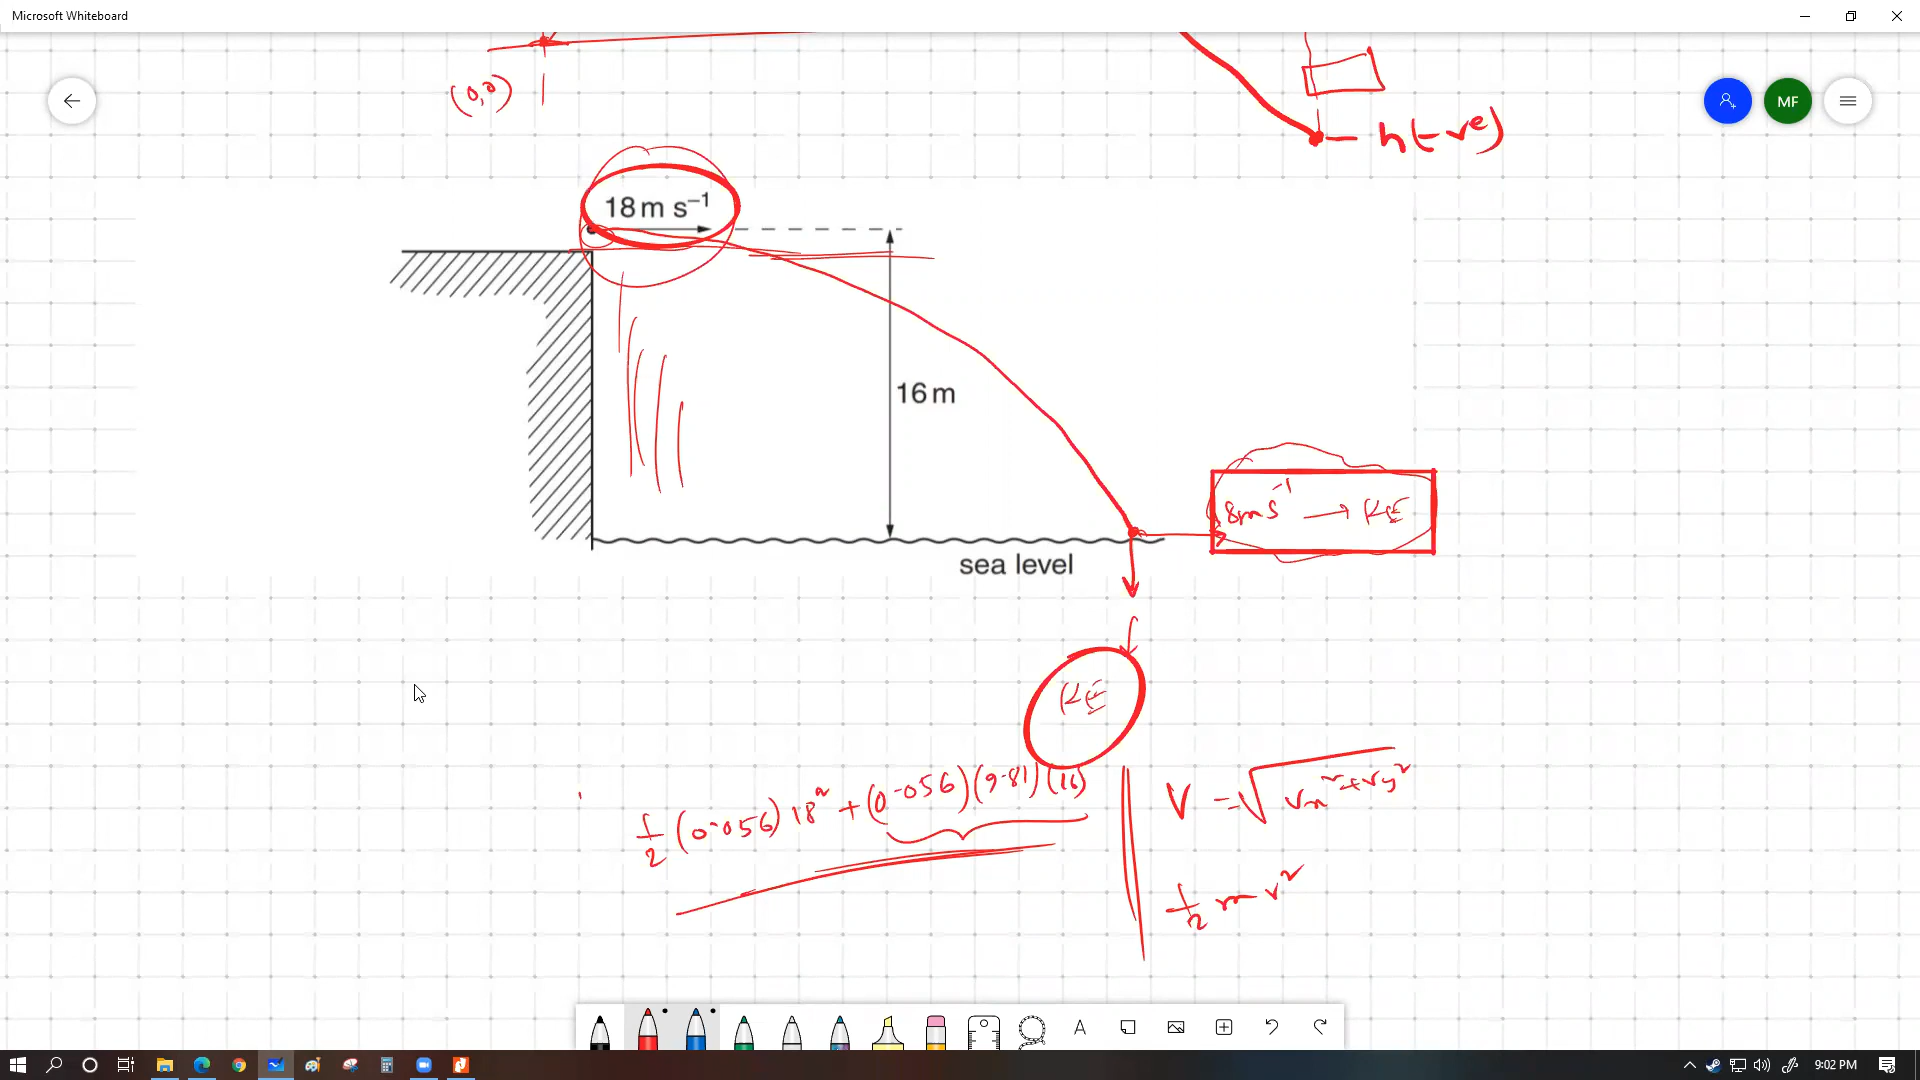 Microsoft Whiteboard
(0,0)
MF
h(-ve)
18 m s⁻¹
16 m
18ms⁻¹ → KE
sea level
KE
½ (0.056) 18² + (0.056)(9.81)(16)
V = √Vx²+Vy²
½ m v²
A
9:02 PM